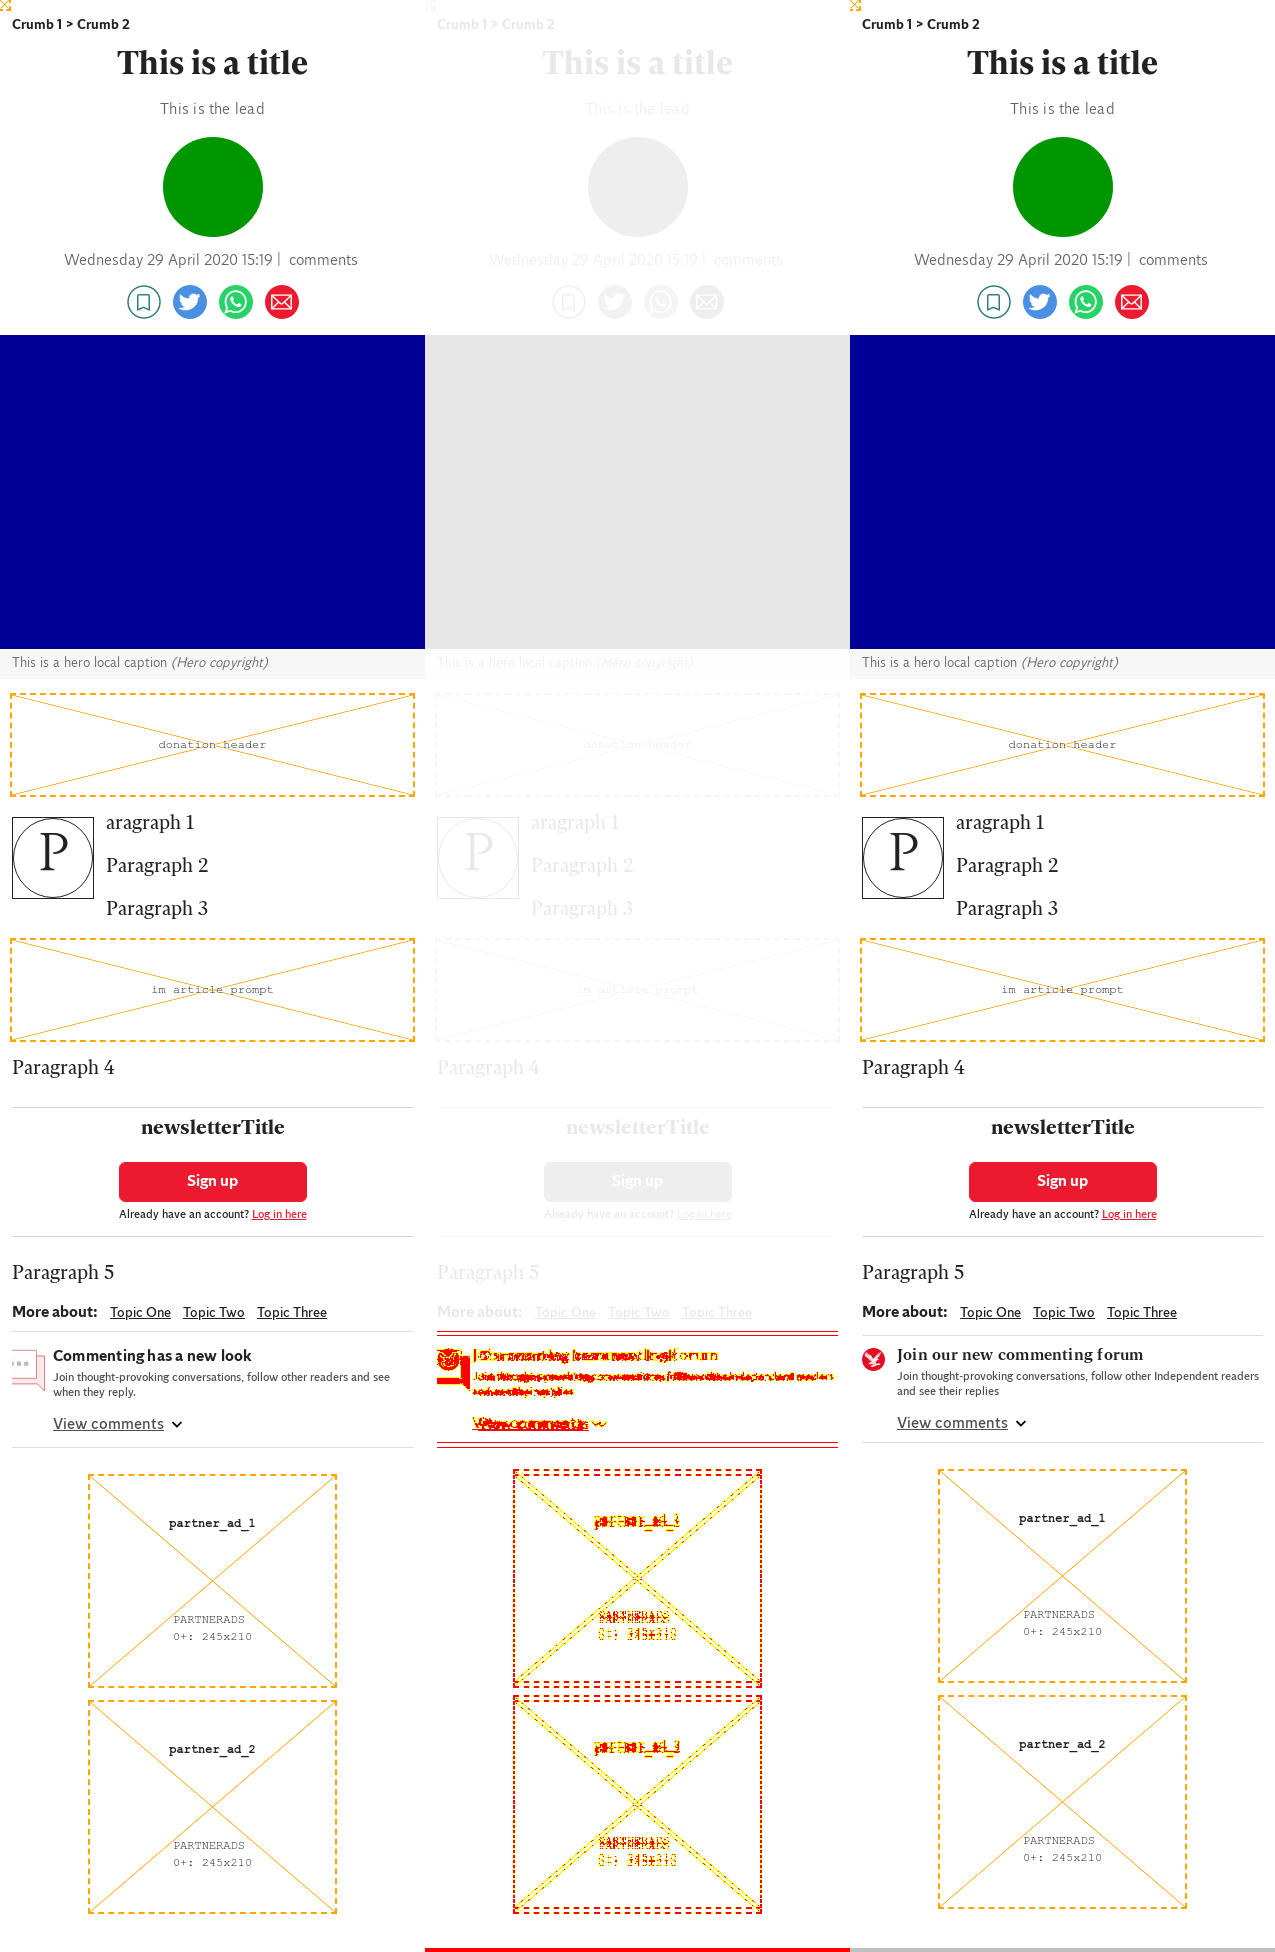 Crumb 1 > Crumb 2
This is a title
This is the lead
Wednesday 29 April 2020 15:19 | comments
This is a hero local caption (Hero copyright)
donation header
P
aragraph 1
Paragraph 2
Paragraph 3
im article prompt
Paragraph 4
newsletterTitle
Sign up
Already have an account? Log in here
Paragraph 5
More about: Topic One Topic Two Topic Three
Commenting has a new look
Join thought-provoking conversations, follow other readers and see
when they reply.
View comments
partner_ad_1
PARTNERADS
0+: 245x210
partner_ad_2
PARTNERADS
0+: 245x210
Crumb 1 > Crumb 2
This is a title
This is the lead
Wednesday 29 April 2020 15:19 | comments
This is a hero local caption (Hero copyright)
donation header
P
aragraph 1
Paragraph 2
Paragraph 3
im article prompt
Paragraph 4
newsletterTitle
Sign up
Already have an account? Log in here
Paragraph 5
More about: Topic One Topic Two Topic Three
Crumb 1 > Crumb 2
This is a title
This is the lead
Wednesday 29 April 2020 15:19 | comments
This is a hero local caption (Hero copyright)
donation header
P
aragraph 1
Paragraph 2
Paragraph 3
im article prompt
Paragraph 4
newsletterTitle
Sign up
Already have an account? Log in here
Paragraph 5
More about: Topic One Topic Two Topic Three
Join our new commenting forum
Join thought-provoking conversations, follow other Independent readers
and see their replies
View comments
partner_ad_1
PARTNERADS
0+: 245x210
partner_ad_2
PARTNERADS
0+: 245x210